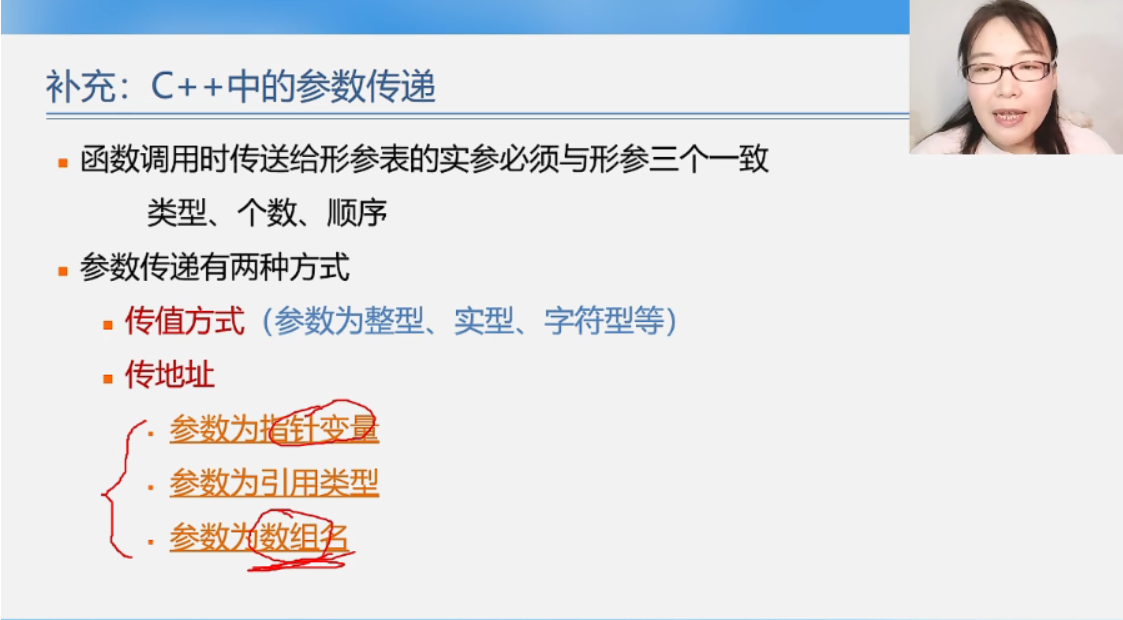 补充：C++中的参数传递
函数调用时传送给形参表的实参必须与形参三个一致
类型、个数、顺序
参数传递有两种方式
传值方式（参数为整型、实型、字符型等）
传地址
参数为指针变量
参数为引用类型
参数为数组名